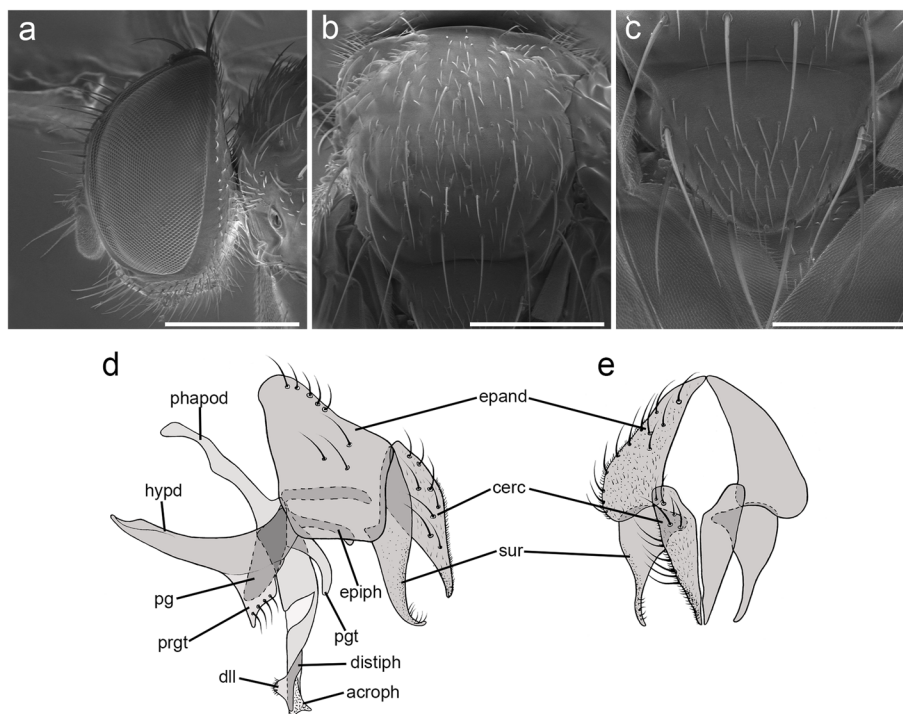 a
b
c
d
e
phapod
epand
hypd
cerc
sur
pg
epiph
prgt
pgt
distiph
dll
acroph